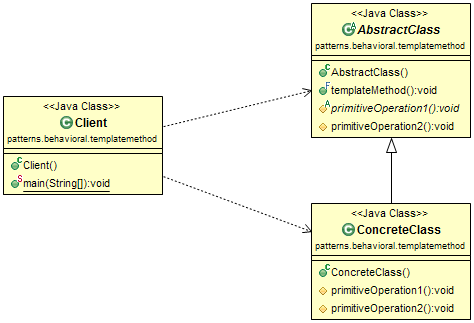 <<Java Class>>
AbstractClass
patterns.behavioral.templatemethod
AbstractClass()
templateMethod():void
primitiveOperation1():void
primitiveOperation2():void
<<Java Class>>
Client
patterns.behavioral.templatemethod
Client()
main(String[]):void
<<Java Class>>
ConcreteClass
patterns.behavioral.templatemethod
ConcreteClass()
primitiveOperation1():void
primitiveOperation2():void